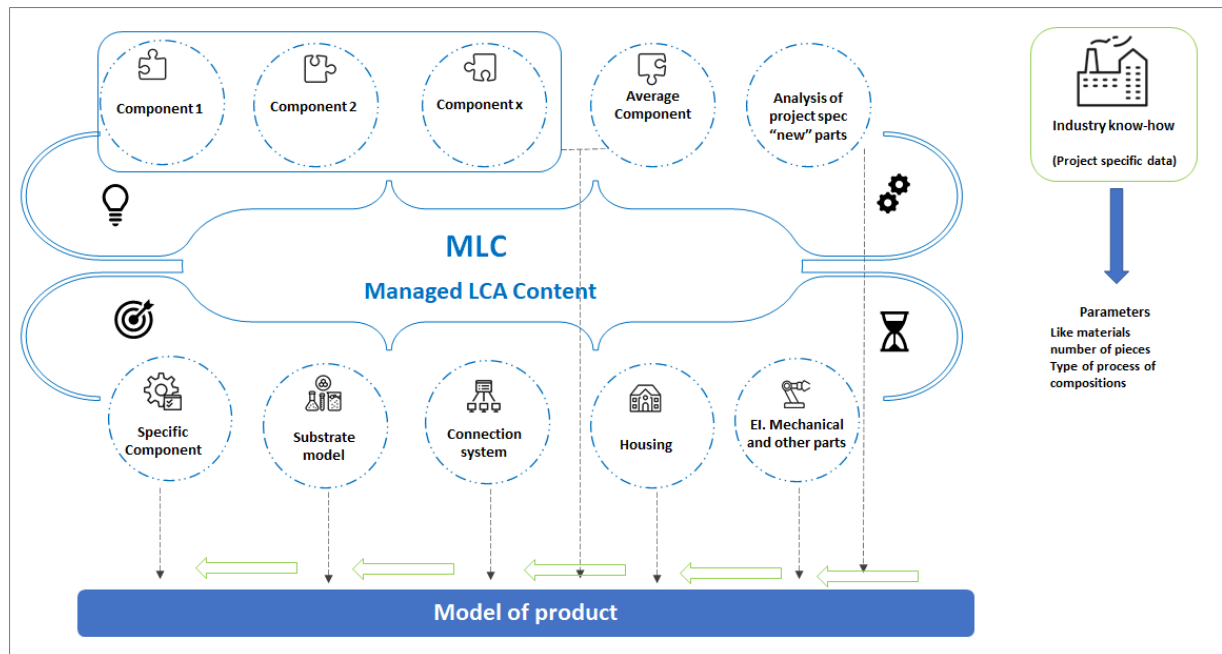 Component 1
Component 2
Component x
Average
Component
Analysis of
project spec
“new” parts
Industry know-how
(Project specific data)
MLC
Managed LCA Content
Parameters
Like materials
number of pieces
Type of process of
compositions
Specific
Component
Substrate
model
Connection
system
Housing
EI. Mechanical
and other parts
Model of product